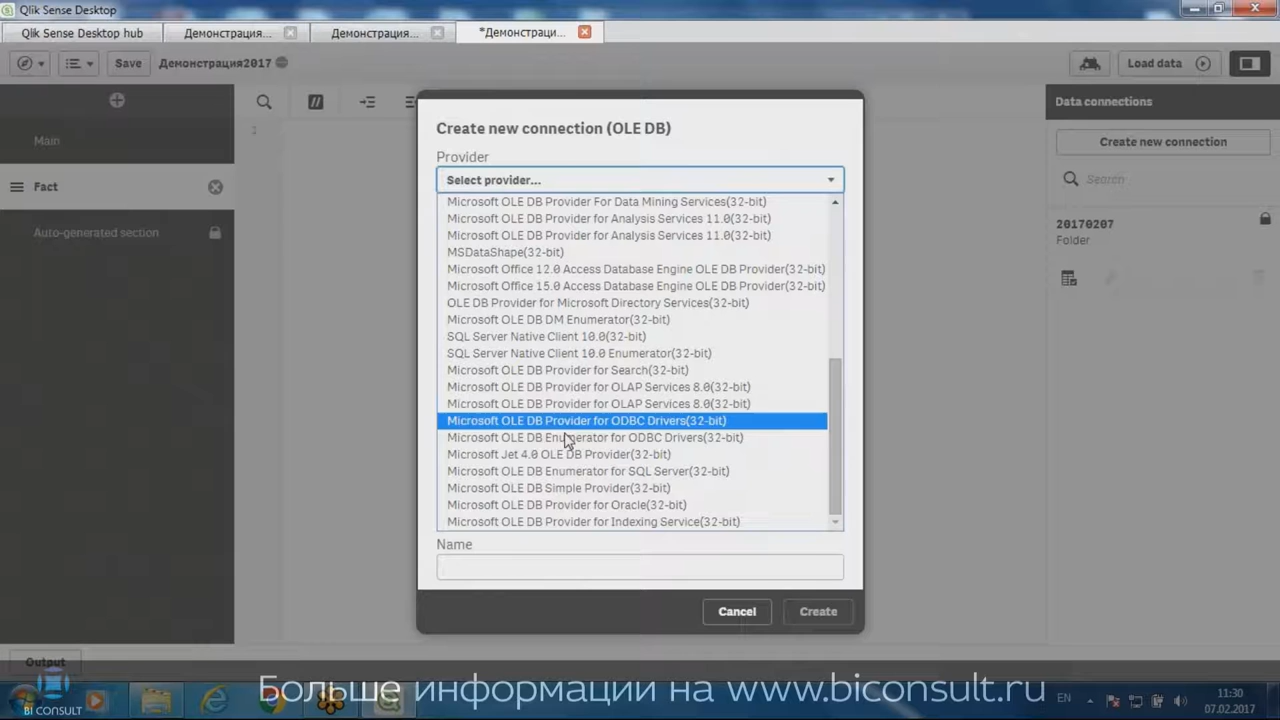 Qlik Sense Desktop
Qlik Sense Desktop hub
Демонстрация...
Демонстрация...
*Демонстраци...
Save
Демонстрация2017
Load data
Main
Fact
Auto-generated section
1
Data connections
Create new connection
Search
20170207
Folder
Create new connection (OLE DB)
Provider
Select provider...
Microsoft OLE DB Provider For Data Mining Services(32-bit)
Microsoft OLE DB Provider for Analysis Services 11.0(32-bit)
Microsoft OLE DB Provider for Analysis Services 11.0(32-bit)
MSDataShape(32-bit)
Microsoft Office 12.0 Access Database Engine OLE DB Provider(32-bit)
Microsoft Office 15.0 Access Database Engine OLE DB Provider(32-bit)
OLE DB Provider for Microsoft Directory Services(32-bit)
Microsoft OLE DB DM Enumerator(32-bit)
SQL Server Native Client 10.0(32-bit)
SQL Server Native Client 10.0 Enumerator(32-bit)
Microsoft OLE DB Provider for Search(32-bit)
Microsoft OLE DB Provider for OLAP Services 8.0(32-bit)
Microsoft OLE DB Provider for OLAP Services 8.0(32-bit)
Microsoft OLE DB Provider for ODBC Drivers(32-bit)
Microsoft OLE DB Enumerator for ODBC Drivers(32-bit)
Microsoft Jet 4.0 OLE DB Provider(32-bit)
Microsoft OLE DB Enumerator for SQL Server(32-bit)
Microsoft OLE DB Simple Provider(32-bit)
Microsoft OLE DB Provider for Oracle(32-bit)
Microsoft OLE DB Provider for Indexing Service(32-bit)
Name
Cancel
Create
Output
Больше информации на www.biconsult.ru
BI CONSULT
EN
11:30
07.02.2017